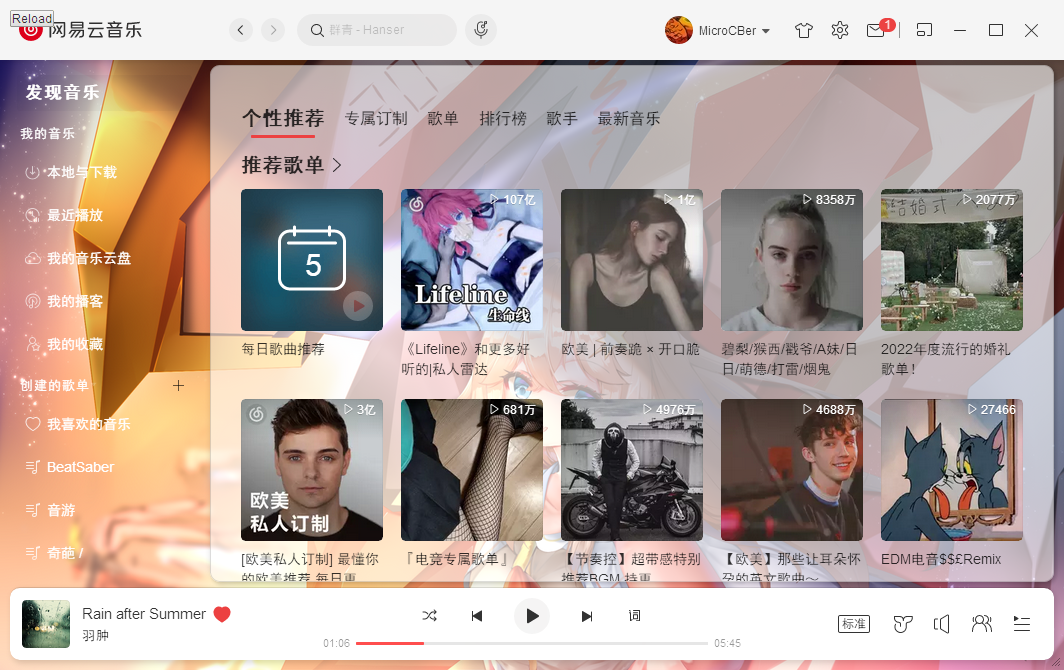 Reload
网易云音乐
群青 - Hanser
MicroCBer
1
发现音乐
我的音乐
本地与下载
最近播放
我的音乐云盘
我的播客
我的收藏
创建的歌单
我喜欢的音乐
BeatSaber
音游
奇葩 /
个性推荐
专属订制
歌单
排行榜
歌手
最新音乐
推荐歌单
5
每日歌曲推荐
107亿
Lifeline
生命线
《Lifeline》和更多好
听的|私人雷达
1亿
欧美 | 前奏跪 × 开口脆
8358万
碧梨/猴西/戳爷/A妹/日
日/萌德/打雷/烟鬼
2077万
结婚式
2022年度流行的婚礼
歌单！
3亿
欧美
私人订制
[欧美私人订制] 最懂你
的欧美推荐 每日更
681万
『电竞专属歌单』
4976万
【节奏控】超带感特别
推荐BGM 持更
4688万
【欧美】那些让耳朵怀
孕的英文歌曲～
27466
EDM电音$$£Remix
Rain after Summer
羽肿
词
01:06
05:45
标准